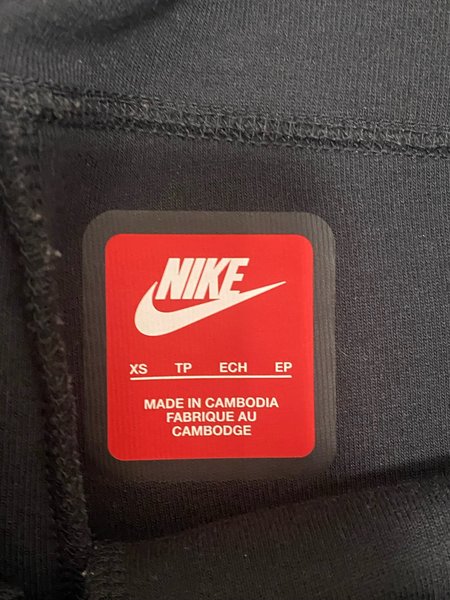 NIKE
XS TP ECH EP
MADE IN CAMBODIA
FABRIQUE AU
CAMBODGE